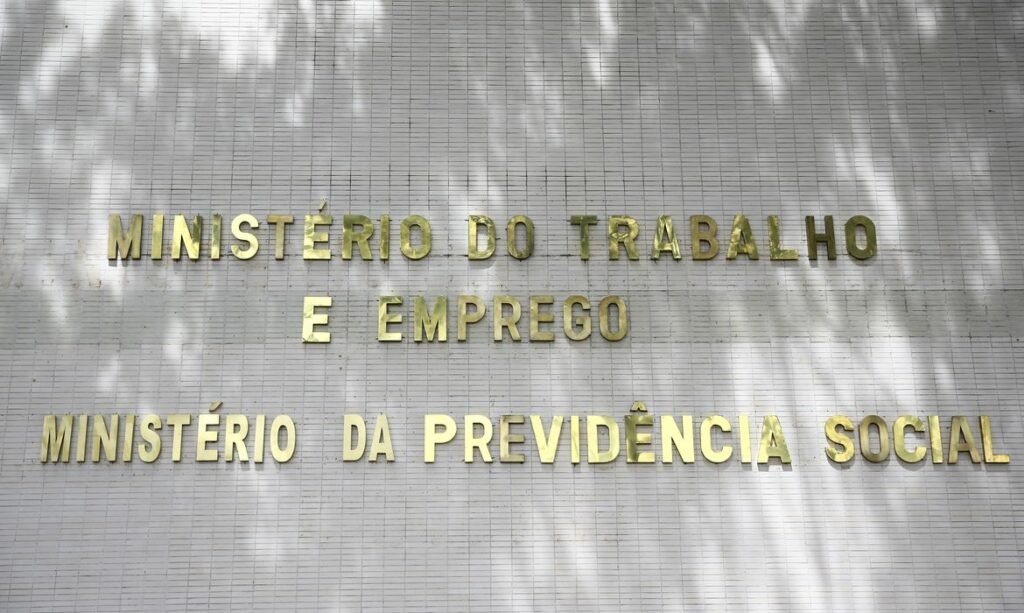 MINISTÉRIO DO TRABALHO
E EMPREGO
MINISTÉRIO DA PREVIDÊNCIA SOCIAL